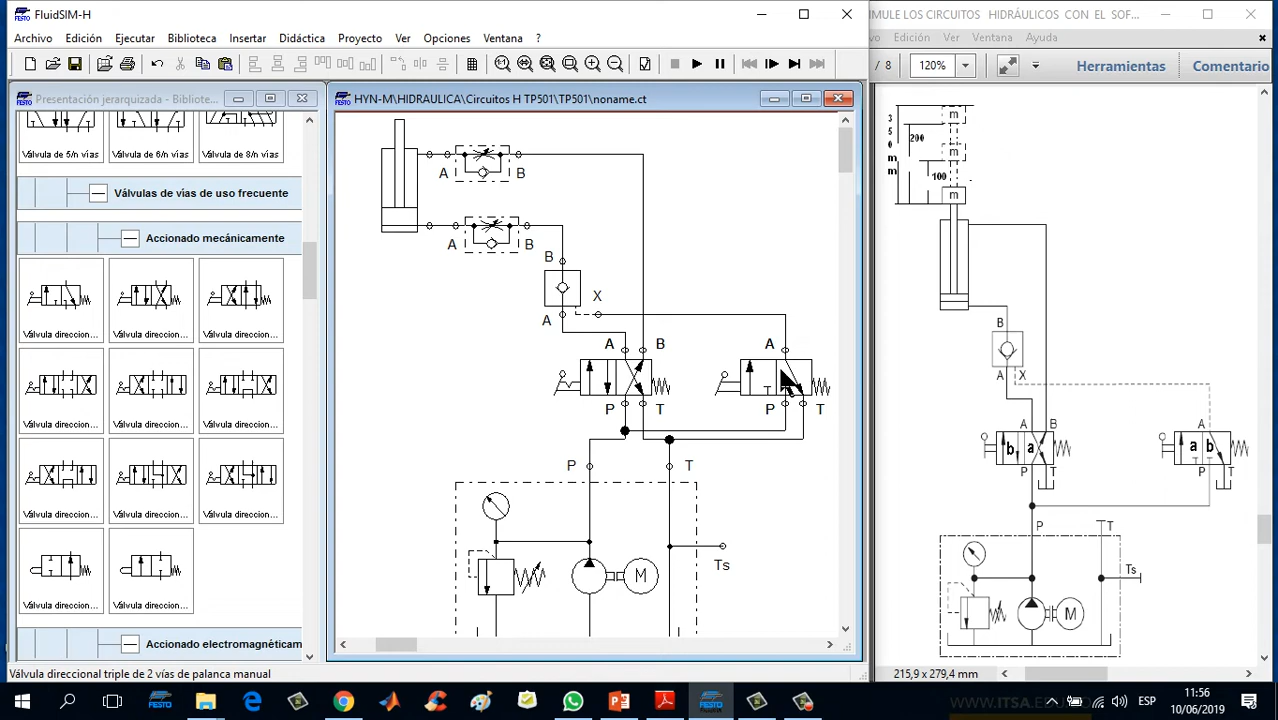 FluidSIM-H
Archivo Edición Ejecutar Biblioteca Insertar Didáctica Proyecto Ver Opciones Ventana ?
Presentación jerarquizada - Bibliote...
Válvula de 5/n vías Válvula de 6/n vías Válvula de 8/n vías
Válvulas de vías de uso frecuente
Accionado mecánicamente
Válvula direccion... Válvula direccion... Válvula direccion...
Válvula direccion... Válvula direccion... Válvula direccion...
Válvula direccion... Válvula direccion... Válvula direccion...
Válvula direccion... Válvula direccion...
Accionado electromagnéticam
HYN-M\HIDRAULICA\Circuitos H TP501\TP501\noname.ct
A B
A B
B
X
A
A B
A
P T
P T
P T
M
Ts
Válvula direccional triple de 2 vías de palanca manual
IMULE LOS CIRCUITOS HIDRÁULICOS CON EL SOF...
Edición Ver Ventana Ayuda
/ 8 120% Herramientas Comentario
350mm
200
100
m
m
m
B
A X
A B
b a
P T
A
a b
P T
P T
Ts
M
215,9 x 279,4 mm
ESP
11:56
10/06/2019